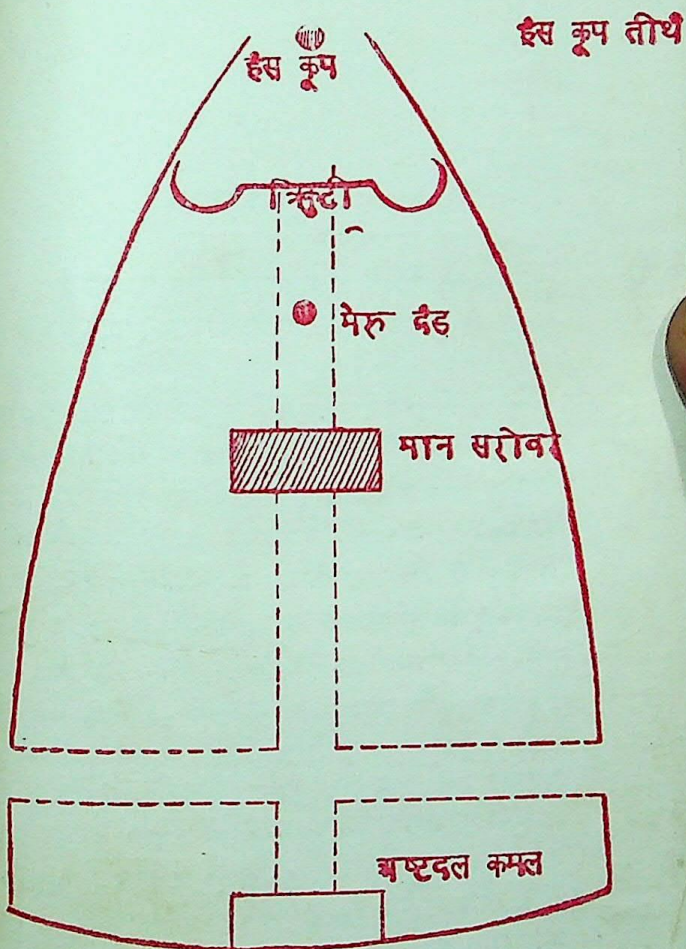 हंस कूप तीर्थ
हंस कूप
त्रिकुटी
मेरु दंड
मान सरोवर
अष्टदल कमल